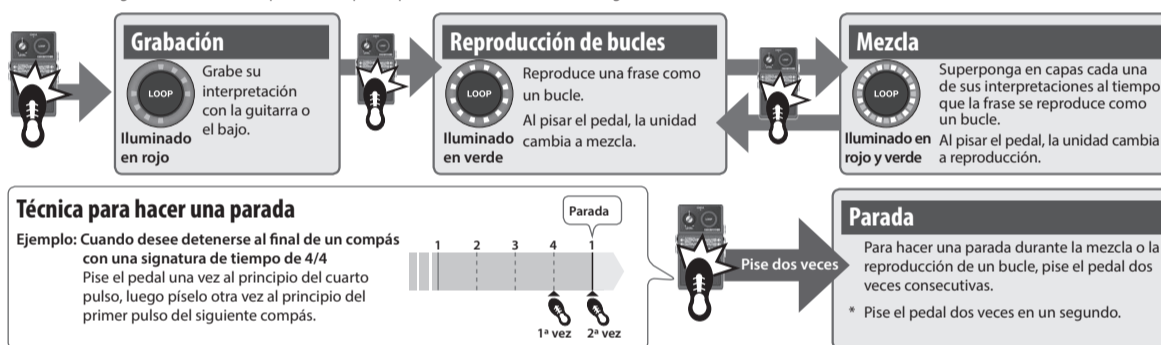 Grabación
LOOP
Iluminado
en rojo
Grabe su
interpretación
con la guitarra o
el bajo.
Reproducción de bucles
LOOP
Iluminado
en verde
Reproduce una frase como
un bucle.
Al pisar el pedal, la unidad
cambia a mezcla.
Mezcla
LOOP
Iluminado en
rojo y verde
Superponga en capas cada una
de sus interpretaciones al tiempo
que la frase se reproduce como
un bucle.
Al pisar el pedal, la unidad cambia
a reproducción.
Técnica para hacer una parada
Ejemplo: Cuando desee detenerse al final de un compás
con una signatura de tiempo de 4/4
Pise el pedal una vez al principio del cuarto
pulso, luego píselo otra vez al principio del
primer pulso del siguiente compás.
Parada
1 2 3 4 1
1ª vez 2ª vez
Pise dos veces
Parada
Para hacer una parada durante la mezcla o la
reproducción de un bucle, pise el pedal dos
veces consecutivas.
* Pise el pedal dos veces en un segundo.